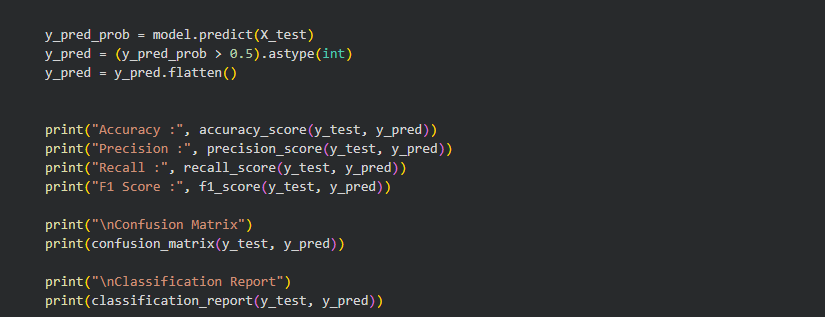 y_pred_prob = model.predict(X_test)
y_pred = (y_pred_prob > 0.5).astype(int)
y_pred = y_pred.flatten()
print("Accuracy :", accuracy_score(y_test, y_pred))
print("Precision :", precision_score(y_test, y_pred))
print("Recall :", recall_score(y_test, y_pred))
print("F1 Score :", f1_score(y_test, y_pred))
print("\nConfusion Matrix")
print(confusion_matrix(y_test, y_pred))
print("\nClassification Report")
print(classification_report(y_test, y_pred))